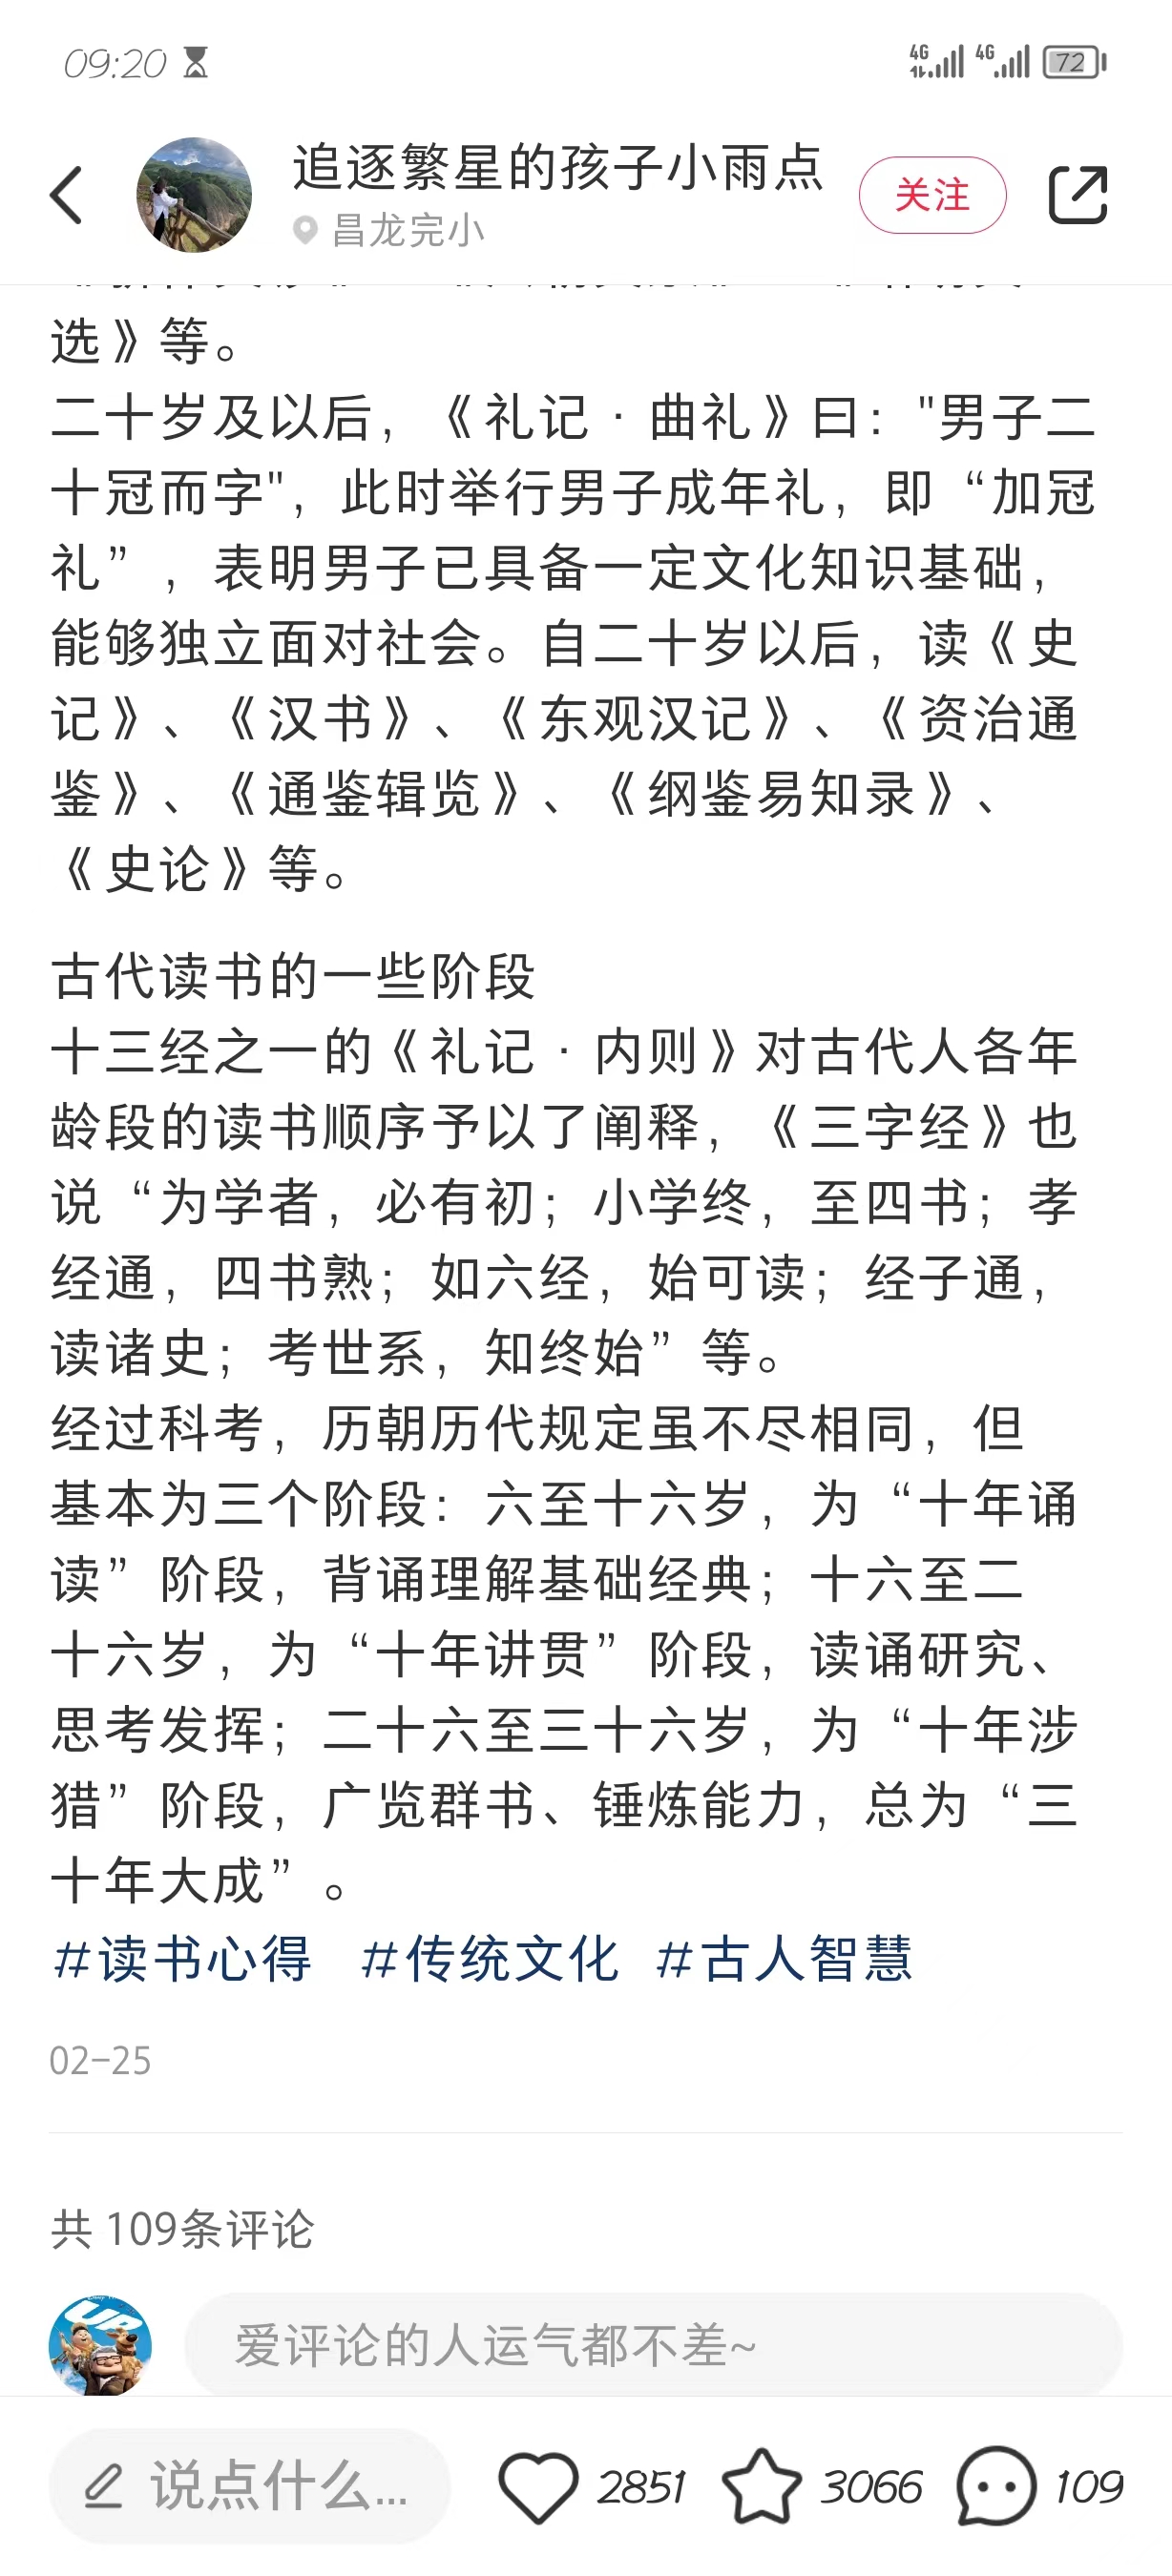 09:20
4G 4G 72
追逐繁星的孩子小雨点
关注
昌龙完小
选》等。
二十岁及以后，《礼记·曲礼》曰："男子二
十冠而字"，此时举行男子成年礼，即“加冠
礼”，表明男子已具备一定文化知识基础，
能够独立面对社会。自二十岁以后，读《史
记》、《汉书》、《东观汉记》、《资治通
鉴》、《通鉴辑览》、《纲鉴易知录》、
《史论》等。
古代读书的一些阶段
十三经之一的《礼记·内则》对古代人各年
龄段的读书顺序予以了阐释，《三字经》也
说“为学者，必有初；小学终，至四书；孝
经通，四书熟；如六经，始可读；经子通，
读诸史；考世系，知终始”等。
经过科考，历朝历代规定虽不尽相同，但
基本为三个阶段：六至十六岁，为“十年诵
读”阶段，背诵理解基础经典；十六至二
十六岁，为“十年讲贯”阶段，读诵研究、
思考发挥；二十六至三十六岁，为“十年涉
猎”阶段，广览群书、锤炼能力，总为“三
十年大成”。
#读书心得 #传统文化 #古人智慧
02-25
共 109条评论
UP
爱评论的人运气都不差~
说点什么... 2851 3066 109